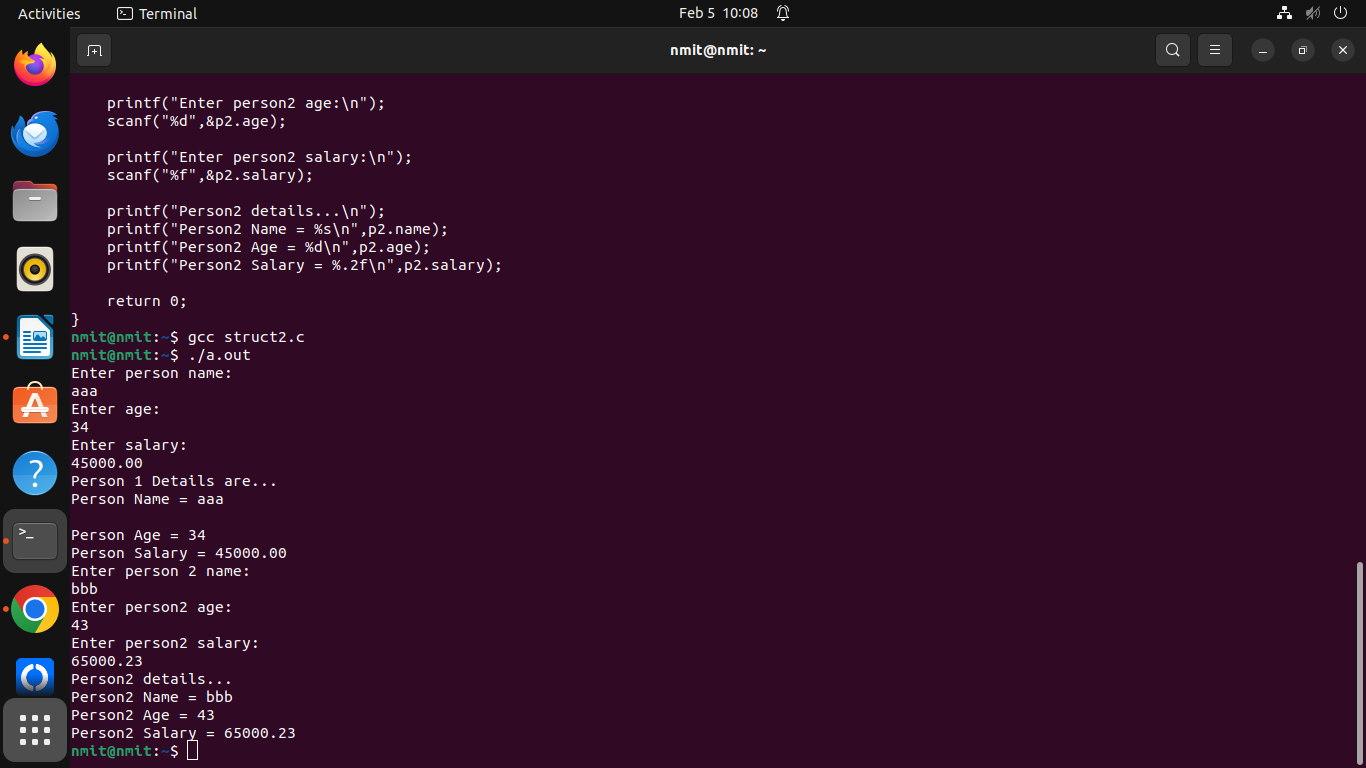 Activities
Terminal
Feb 5 10:08
nmit@nmit: ~
printf("Enter person2 age:\n");
scanf("%d",&p2.age);
printf("Enter person2 salary:\n");
scanf("%f",&p2.salary);
printf("Person2 details...\n");
printf("Person2 Name = %s\n",p2.name);
printf("Person2 Age = %d\n",p2.age);
printf("Person2 Salary = %.2f\n",p2.salary);
return 0;
}
nmit@nmit:~$ gcc struct2.c
nmit@nmit:~$ ./a.out
Enter person name:
aaa
Enter age:
34
Enter salary:
45000.00
Person 1 Details are...
Person Name = aaa
Person Age = 34
Person Salary = 45000.00
Enter person 2 name:
bbb
Enter person2 age:
43
Enter person2 salary:
65000.23
Person2 details...
Person2 Name = bbb
Person2 Age = 43
Person2 Salary = 65000.23
nmit@nmit:~$